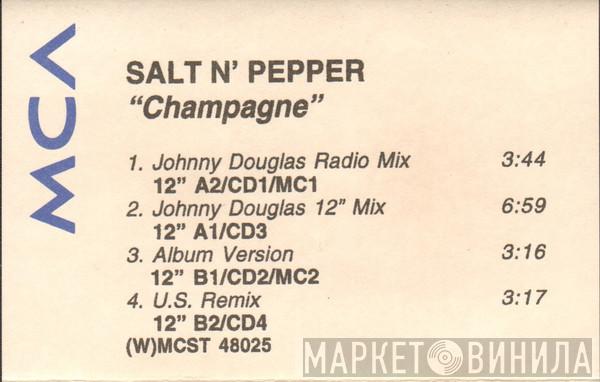 MCA
SALT N' PEPPER
“Champagne”
1. Johnny Douglas Radio Mix 3:44
12” A2/CD1/MC1
2. Johnny Douglas 12” Mix 6:59
12” A1/CD3
3. Album Version 3:16
12” B1/CD2/MC2
4. U.S. Remix 3:17
12” B2/CD4
(W)MCST 48025
МАРКЕТ ВИНИЛА